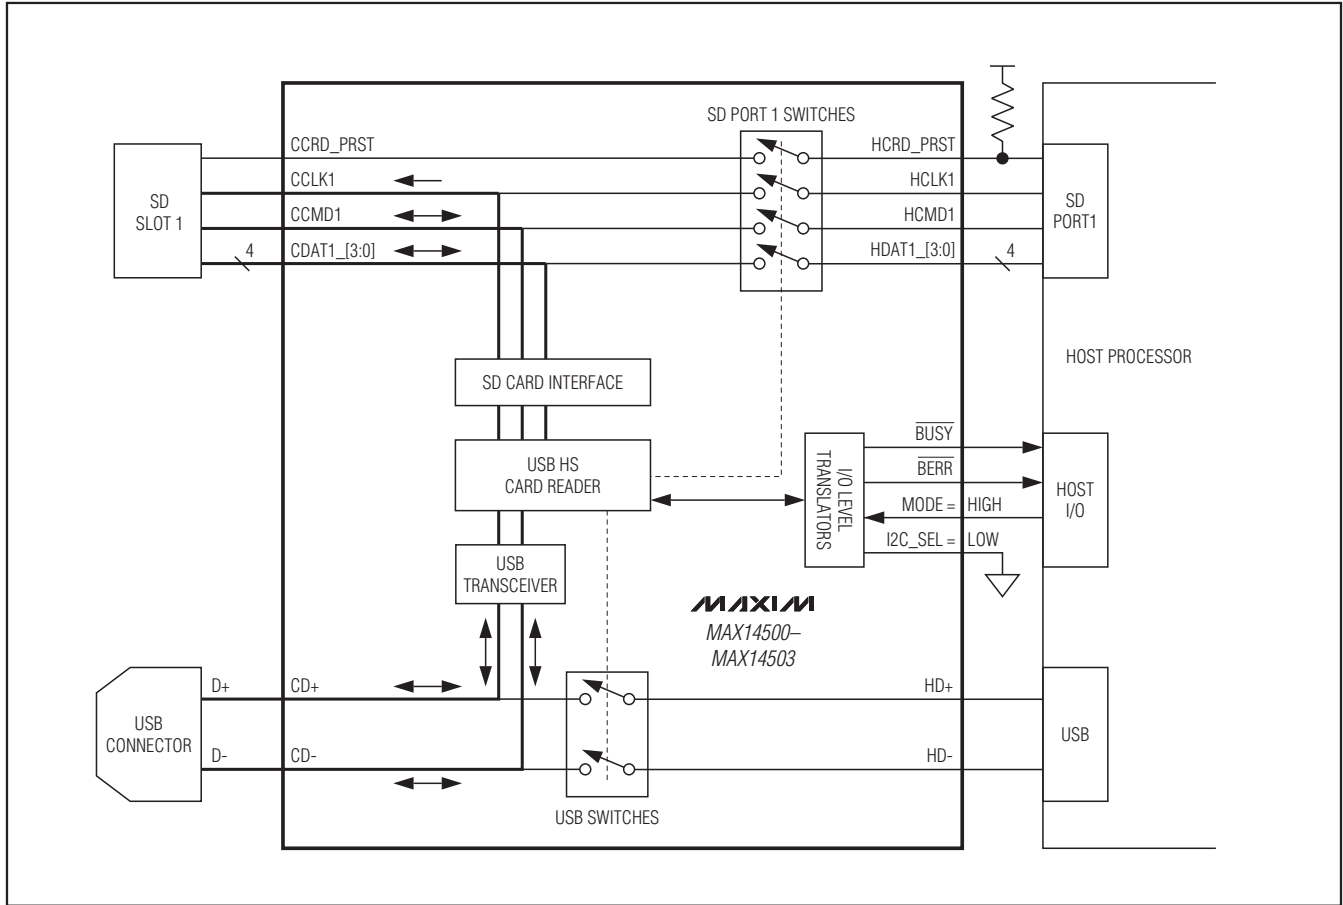 SD PORT 1 SWITCHES
CCRD_PRST
HCRD_PRST
CCLK1
HCLK1
SD
SLOT 1
SD
PORT1
CCMD1
HCMD1
4
CDAT1_[3:0]
HDAT1_[3:0]
4
HOST PROCESSOR
SD CARD INTERFACE
USB HS
CARD READER
I/O LEVEL
TRANSLATORS
BUSY
BERR
MODE = HIGH
I2C_SEL = LOW
HOST
I/O
USB
TRANSCEIVER
MAXIM
MAX14500–
MAX14503
D+
CD+
HD+
USB
CONNECTOR
USB
D-
CD-
HD-
USB SWITCHES